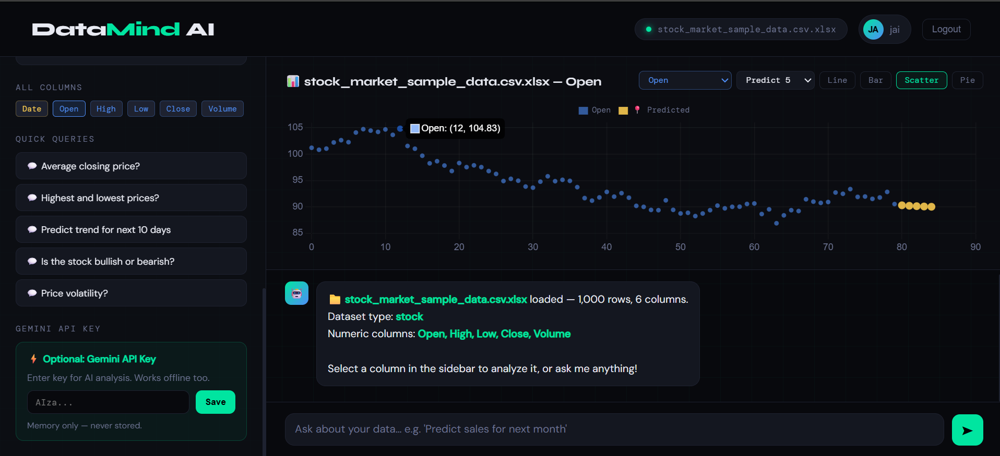 DataMind AI
stock_market_sample_data.csv.xlsx
JA
jai
Logout
ALL COLUMNS
Date
Open
High
Low
Close
Volume
QUICK QUERIES
Average closing price?
Highest and lowest prices?
Predict trend for next 10 days
Is the stock bullish or bearish?
Price volatility?
GEMINI API KEY
Optional: Gemini API Key
Enter key for AI analysis. Works offline too.
AIza...
Save
Memory only — never stored.
stock_market_sample_data.csv.xlsx — Open
Open
Predict 5
Line
Bar
Scatter
Pie
Open
Predicted
Open: (12, 104.83)
105
100
95
90
85
0 10 20 30 40 50 60 70 80 90
stock_market_sample_data.csv.xlsx loaded — 1,000 rows, 6 columns.
Dataset type: stock
Numeric columns: Open, High, Low, Close, Volume
Select a column in the sidebar to analyze it, or ask me anything!
Ask about your data... e.g. 'Predict sales for next month'